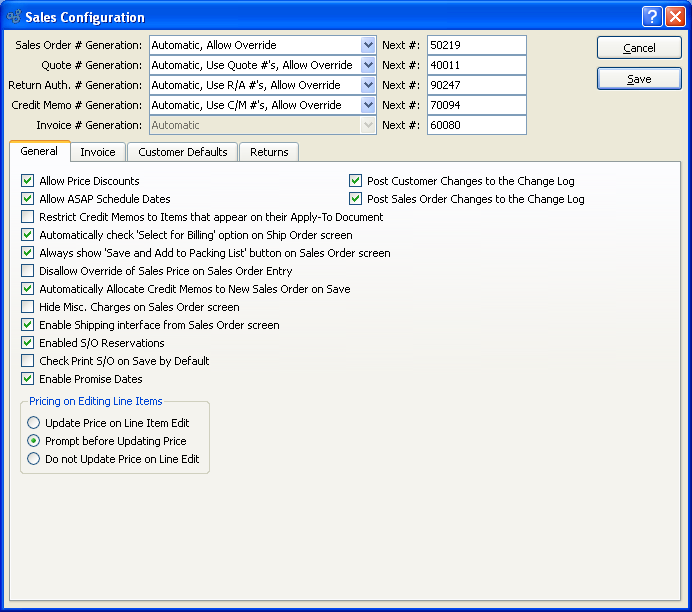 Sales Configuration
Sales Order # Generation: Automatic, Allow Override Next #: 50219
Cancel
Quote # Generation: Automatic, Use Quote #'s, Allow Override Next #: 40011
Save
Return Auth. # Generation: Automatic, Use R/A #'s, Allow Override Next #: 90247
Credit Memo # Generation: Automatic, Use C/M #'s, Allow Override Next #: 70094
Invoice # Generation: Automatic Next #: 60080
General Invoice Customer Defaults Returns
Allow Price Discounts Post Customer Changes to the Change Log
Allow ASAP Schedule Dates Post Sales Order Changes to the Change Log
Restrict Credit Memos to Items that appear on their Apply-To Document
Automatically check 'Select for Billing' option on Ship Order screen
Always show 'Save and Add to Packing List' button on Sales Order screen
Disallow Override of Sales Price on Sales Order Entry
Automatically Allocate Credit Memos to New Sales Order on Save
Hide Misc. Charges on Sales Order screen
Enable Shipping interface from Sales Order screen
Enabled S/O Reservations
Check Print S/O on Save by Default
Enable Promise Dates
Pricing on Editing Line Items
Update Price on Line Item Edit
Prompt before Updating Price
Do not Update Price on Line Edit